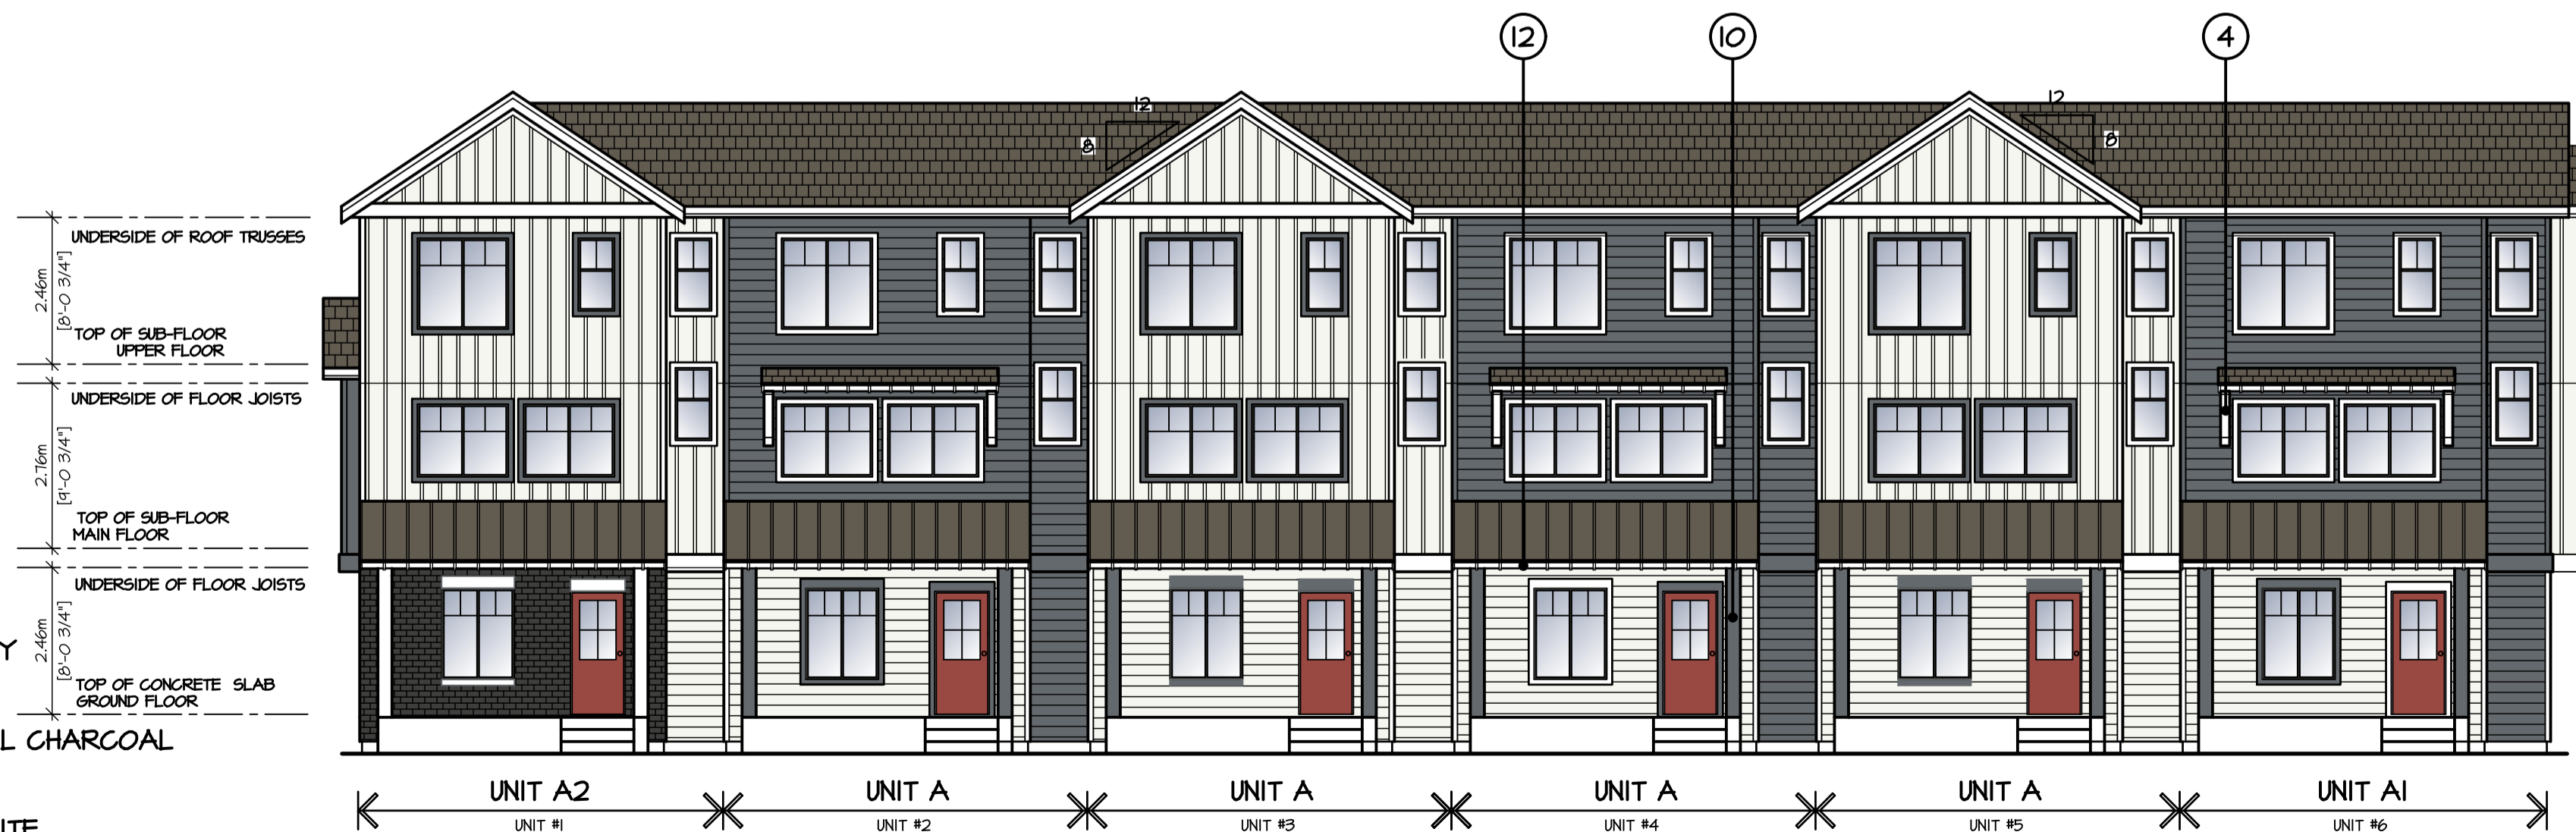 12
10
4
12
8
12
8
UNDERSIDE OF ROOF TRUSSES
2.46m
[8'-0 3/4"]
TOP OF SUB-FLOOR
UPPER FLOOR
UNDERSIDE OF FLOOR JOISTS
2.76m
[9'-0 3/4"]
TOP OF SUB-FLOOR
MAIN FLOOR
UNDERSIDE OF FLOOR JOISTS
2.46m
[8'-0 3/4"]
Y
TOP OF CONCRETE SLAB
GROUND FLOOR
L CHARCOAL
UNIT A2
UNIT A
UNIT A
UNIT A
UNIT A
UNIT A1
ITE
UNIT #1
UNIT #2
UNIT #3
UNIT #4
UNIT #5
UNIT #6